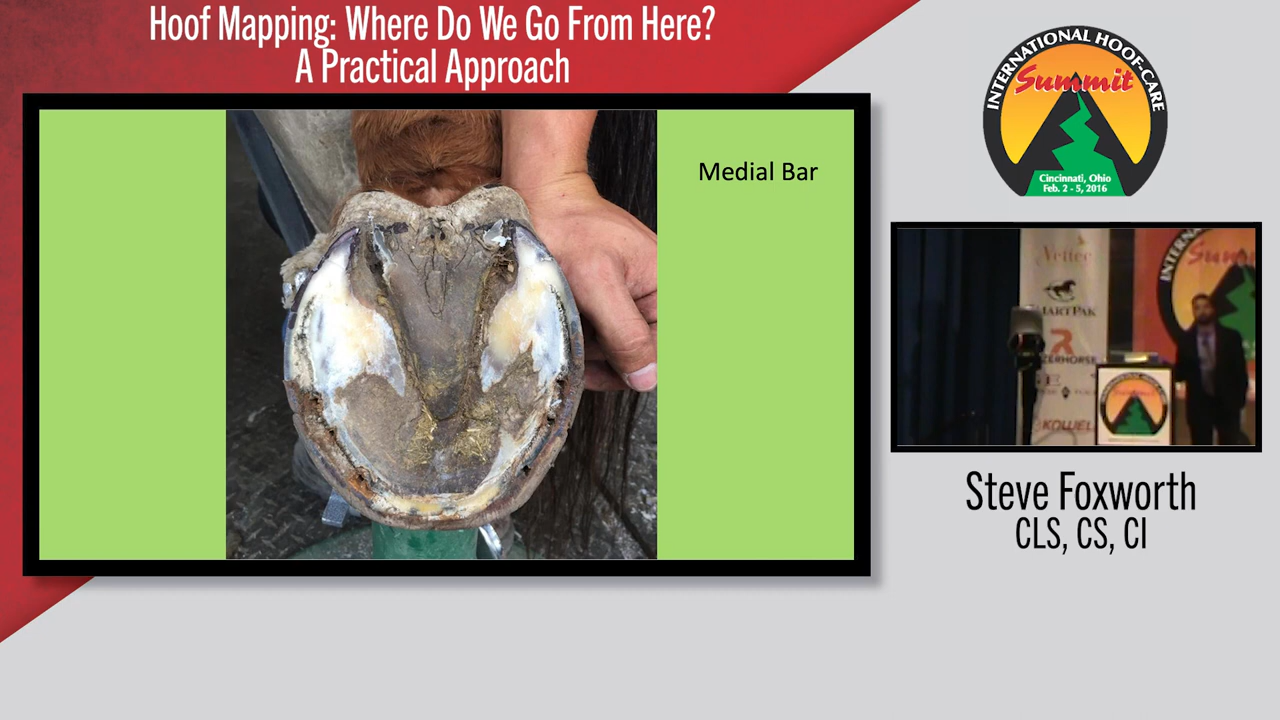 Hoof Mapping: Where Do We Go From Here?
A Practical Approach
INTERNATIONAL HOOF-CARE
Summit
Cincinnati, Ohio
Feb. 2 - 5, 2016
Medial Bar
Vettec
Steve Foxworth
CLS, CS, CI